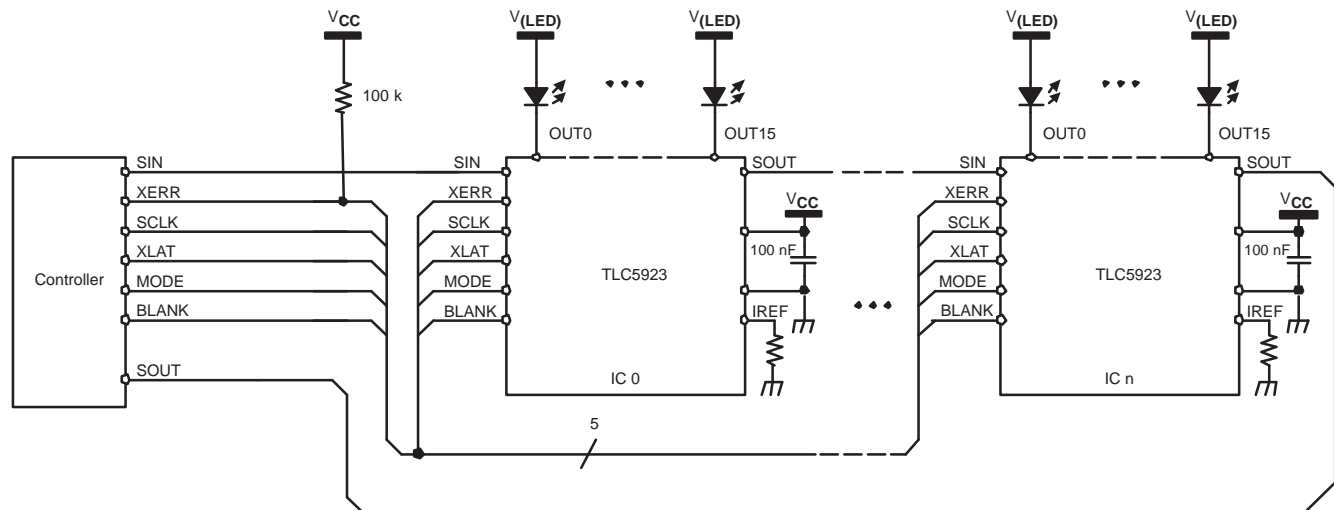 VCC
V(LED)
V(LED)
V(LED)
V(LED)
100 k
OUT0
OUT15
OUT0
OUT15
SIN
SIN
SOUT
SIN
SOUT
XERR
XERR
XERR
VCC
VCC
SCLK
SCLK
SCLK
100 nF
100 nF
XLAT
XLAT
XLAT
Controller
TLC5923
TLC5923
MODE
MODE
MODE
BLANK
BLANK
IREF
BLANK
IREF
SOUT
IC 0
IC n
5